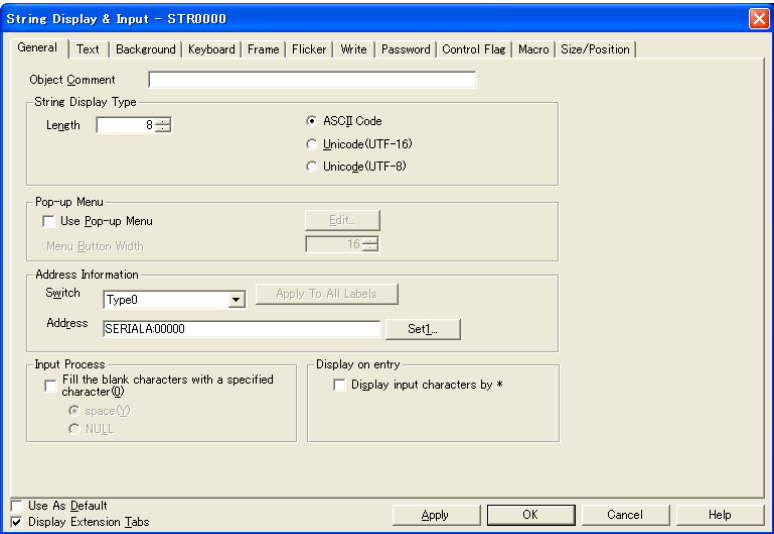 String Display & Input - STR0000
General Text Background Keyboard Frame Flicker Write Password Control Flag Macro Size/Position
Object Comment
String Display Type
Length 8 ASCII Code
Unicode(UTF-16)
Unicode(UTF-8)
Pop-up Menu
Use Pop-up Menu Edit...
Menu Button Width 16
Address Information
Switch Type0 Apply To All Labels
Address SERIALA:00000 Set1...
Input Process Display on entry
Fill the blank characters with a specified Display input characters by *
character(0)
space(Y)
NULL
Use As Default
Display Extension Tabs Apply OK Cancel Help